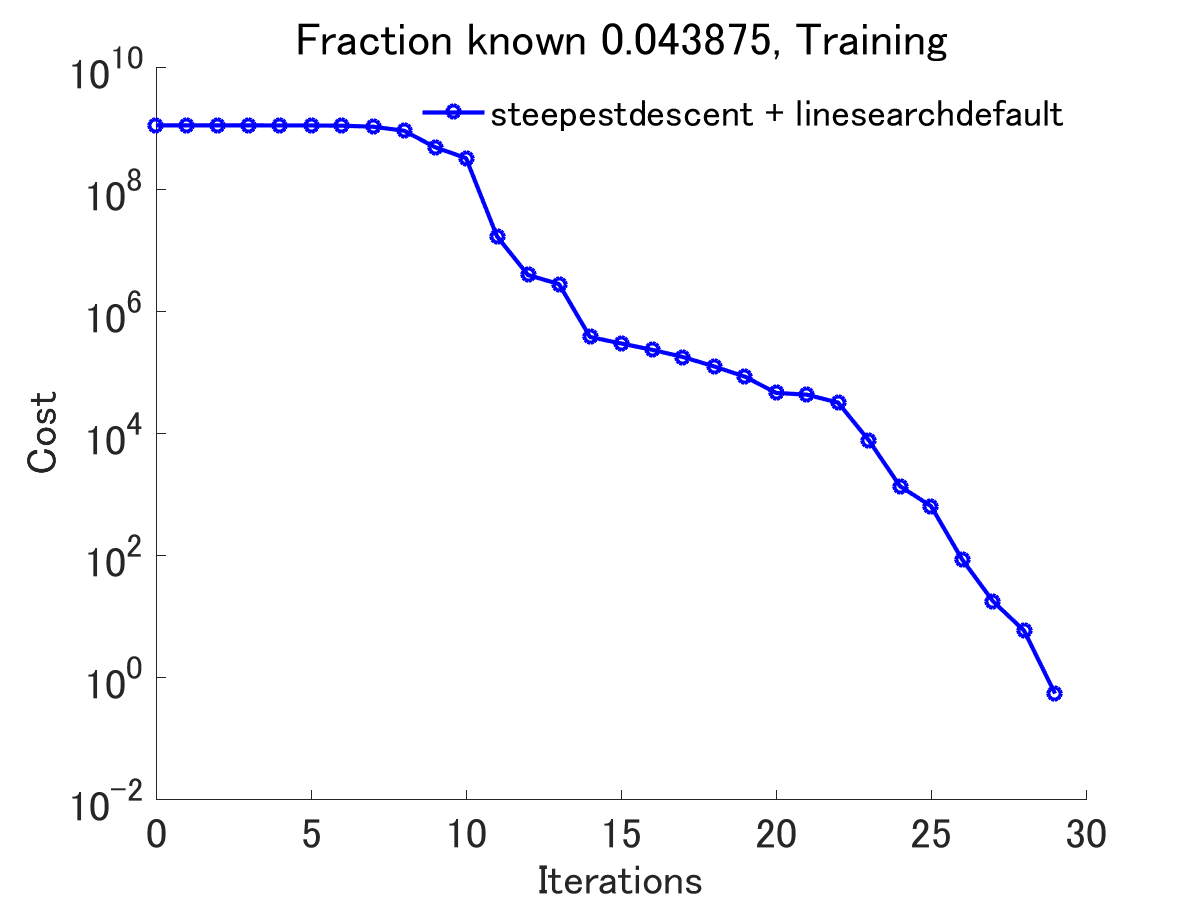 Fraction known 0.043875, Training
steepestdescent + linesearchdefault
10^10
10^8
10^6
10^4
10^2
10^0
10^-2
Cost
0 5 10 15 20 25 30
Iterations